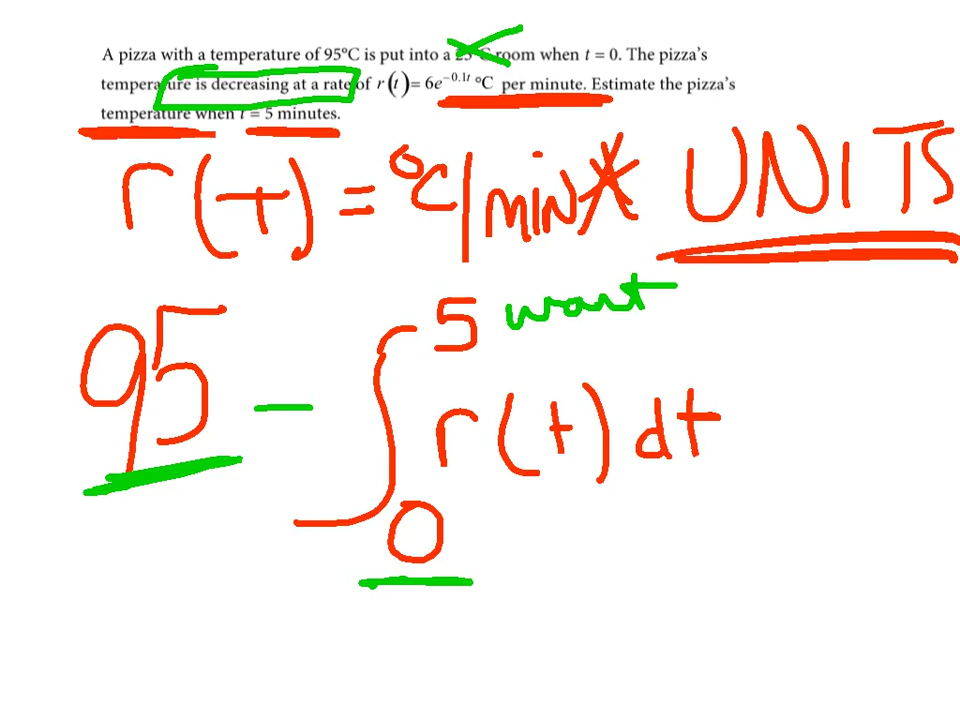 A pizza with a temperature of 95°C is put into a 25°C room when t = 0. The pizza's
temperature is decreasing at a rate of r(t) = 6e^{-0.1t} °C per minute. Estimate the pizza's
temperature when t = 5 minutes.
r(t) = °C/min * UNITS
5 want
95 - ∫ r(t) dt
0